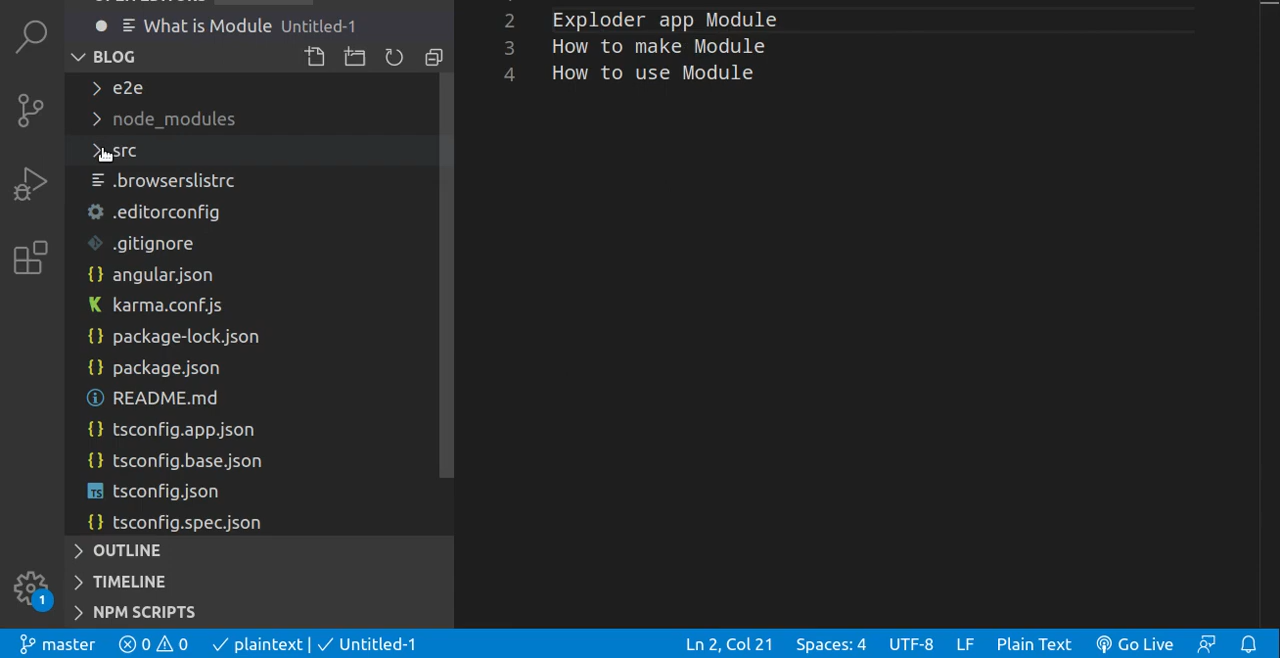 What is Module Untitled-1
BLOG
e2e
node_modules
src
.browserslistrc
.editorconfig
.gitignore
angular.json
karma.conf.js
package-lock.json
package.json
README.md
tsconfig.app.json
tsconfig.base.json
TS tsconfig.json
tsconfig.spec.json
OUTLINE
TIMELINE
NPM SCRIPTS
2 Exploder app Module
3 How to make Module
4 How to use Module
1
master 0 0 plaintext | Untitled-1 Ln 2, Col 21 Spaces: 4 UTF-8 LF Plain Text Go Live